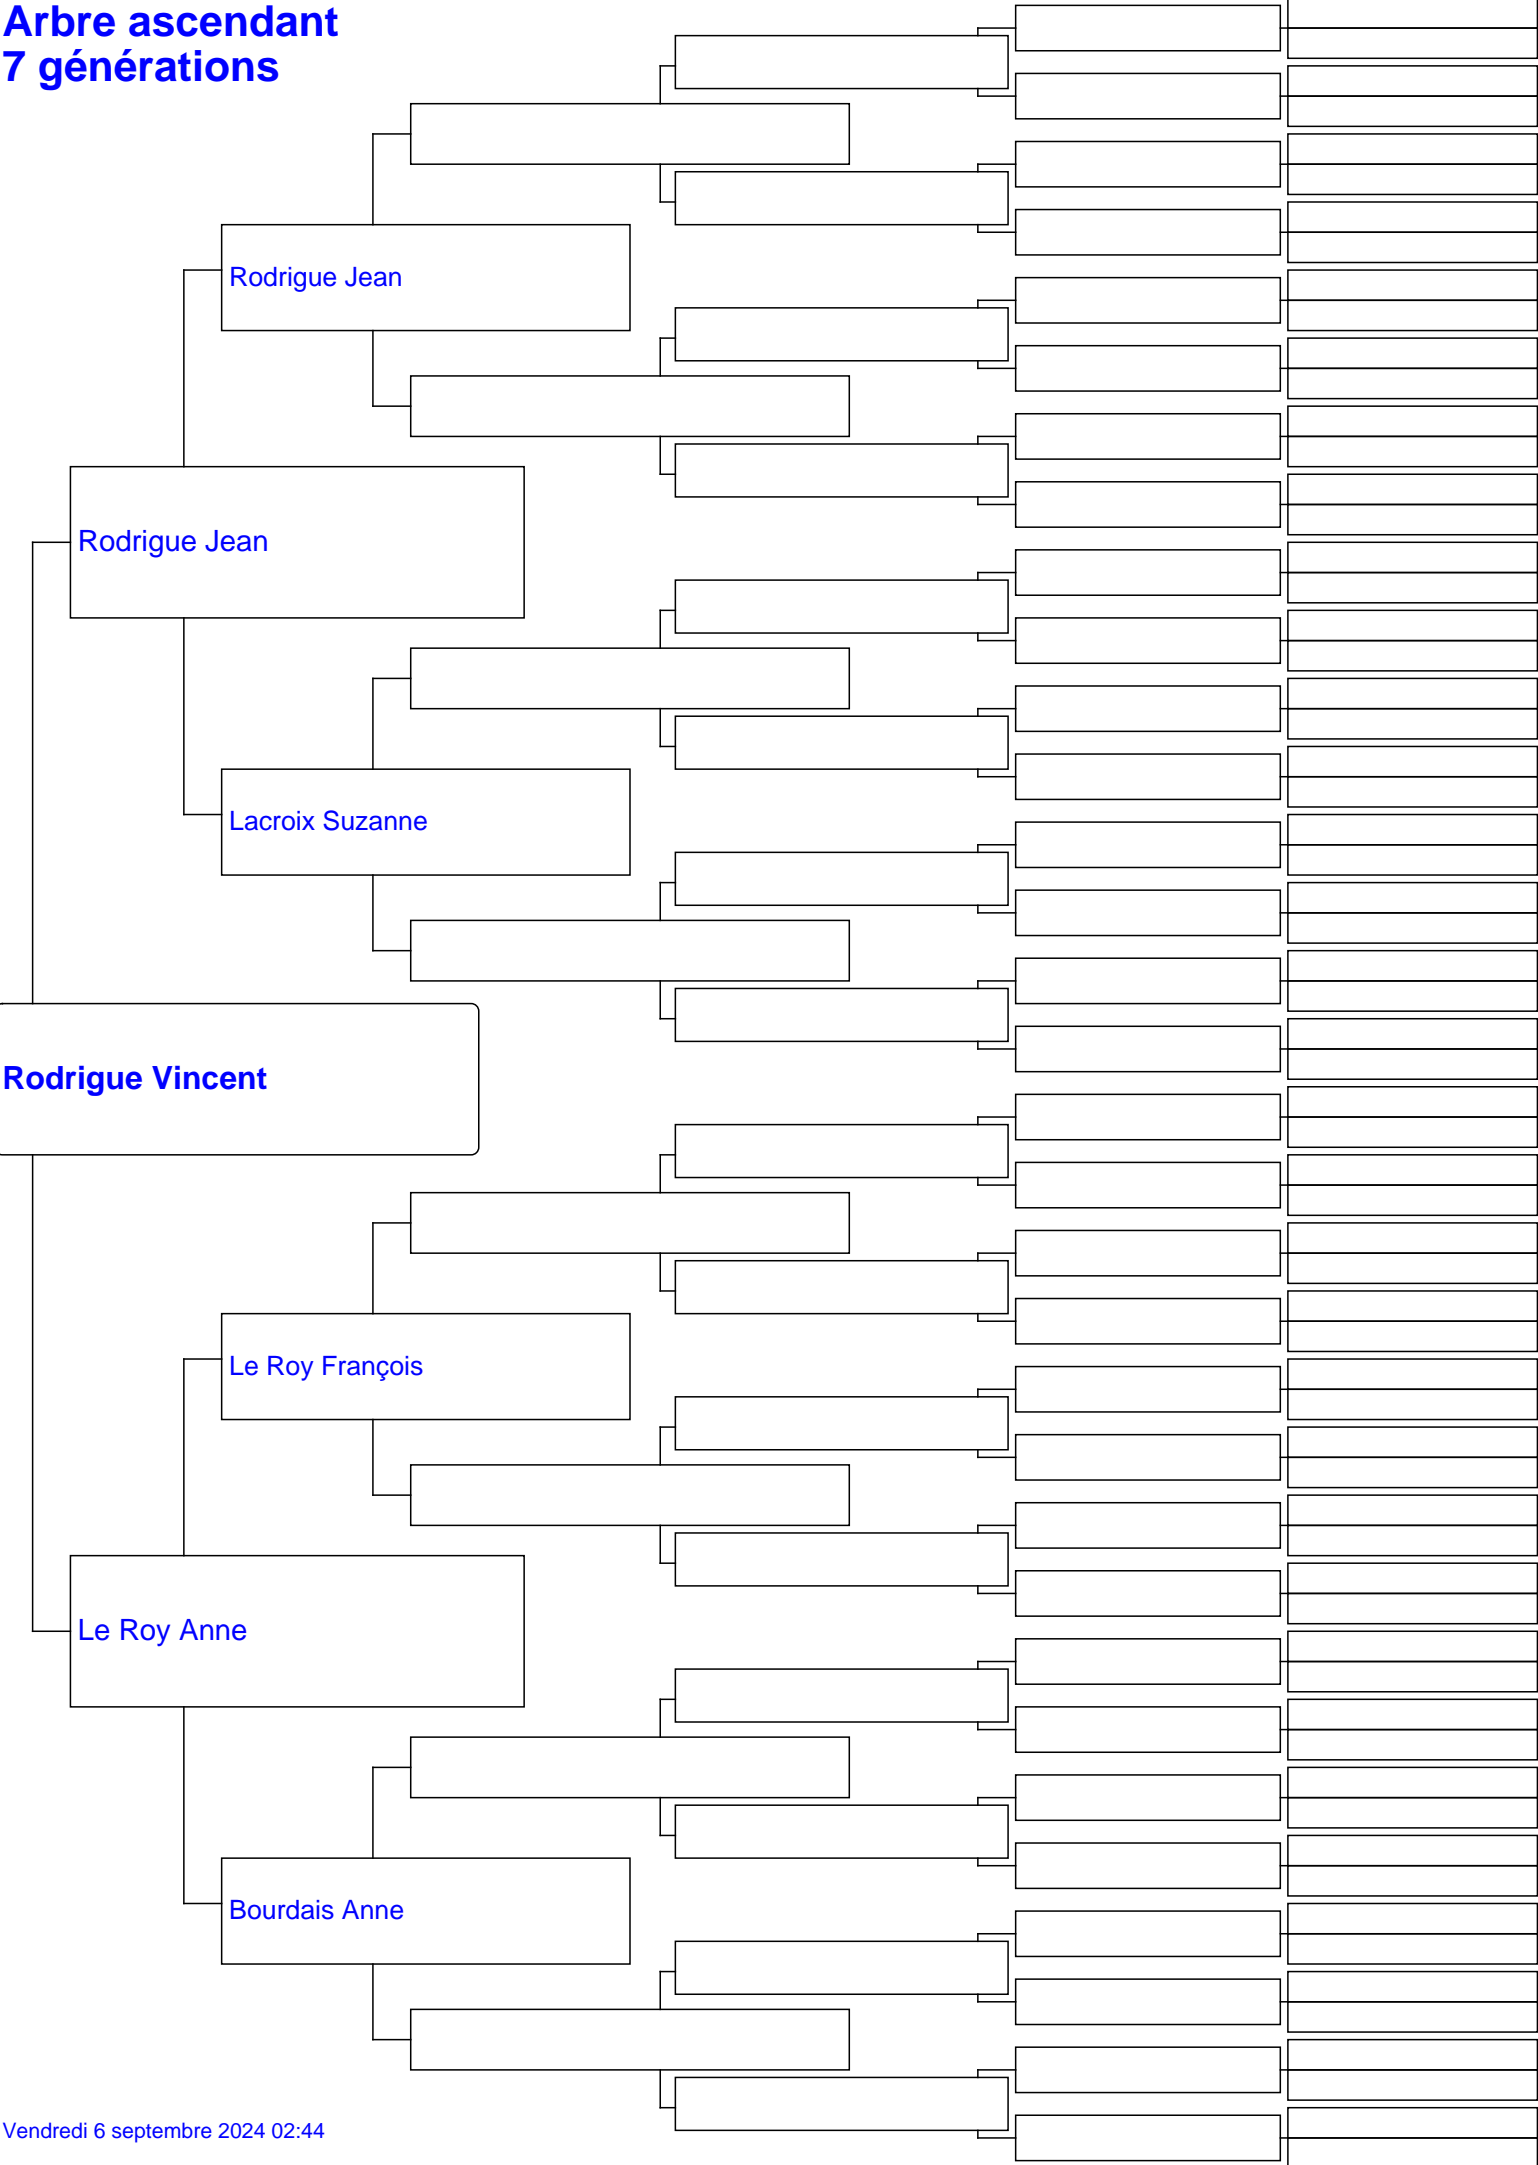 Arbre ascendant
7 générations
Rodrigue Jean
Rodrigue Jean
Lacroix Suzanne
Rodrigue Vincent
Le Roy François
Le Roy Anne
Bourdais Anne
Vendredi 6 septembre 2024 02:44